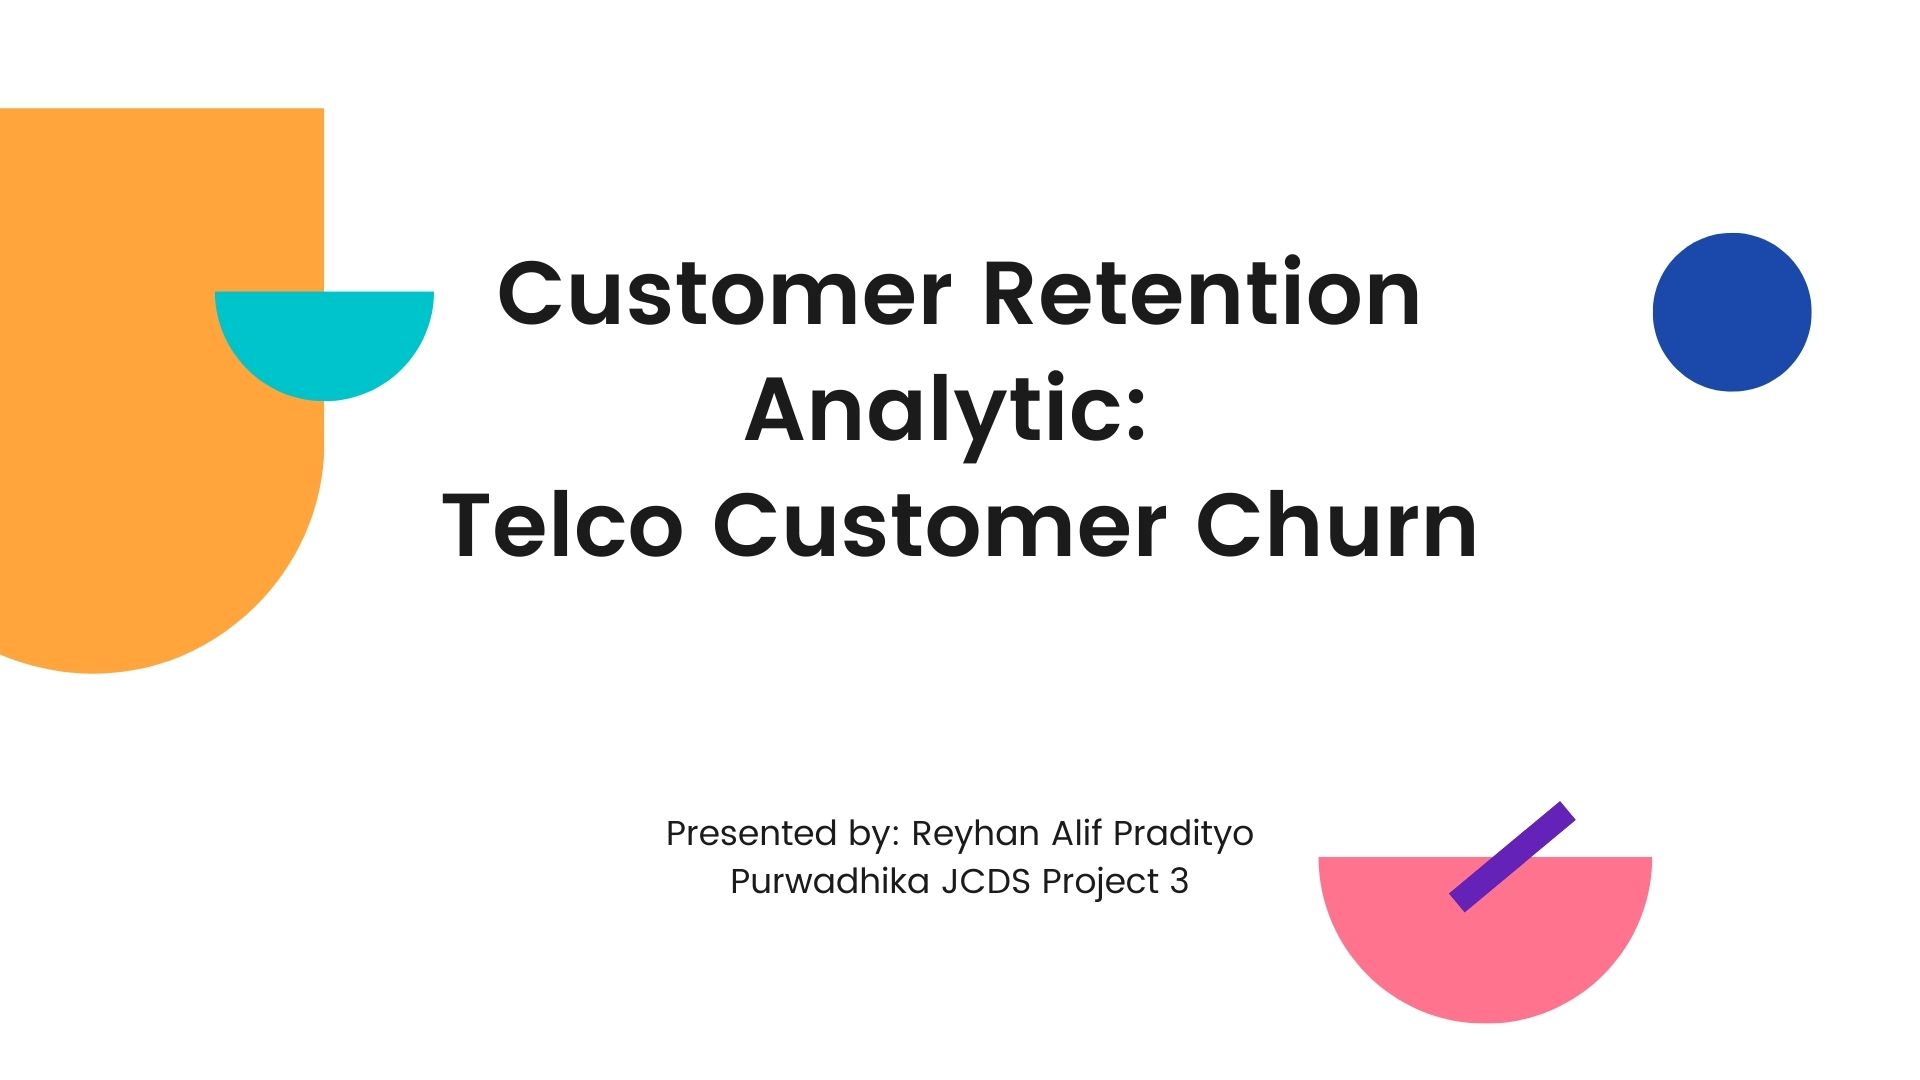 Customer Retention
Analytic:
Telco Customer Churn
Presented by: Reyhan Alif Pradityo
Purwadhika JCDS Project 3